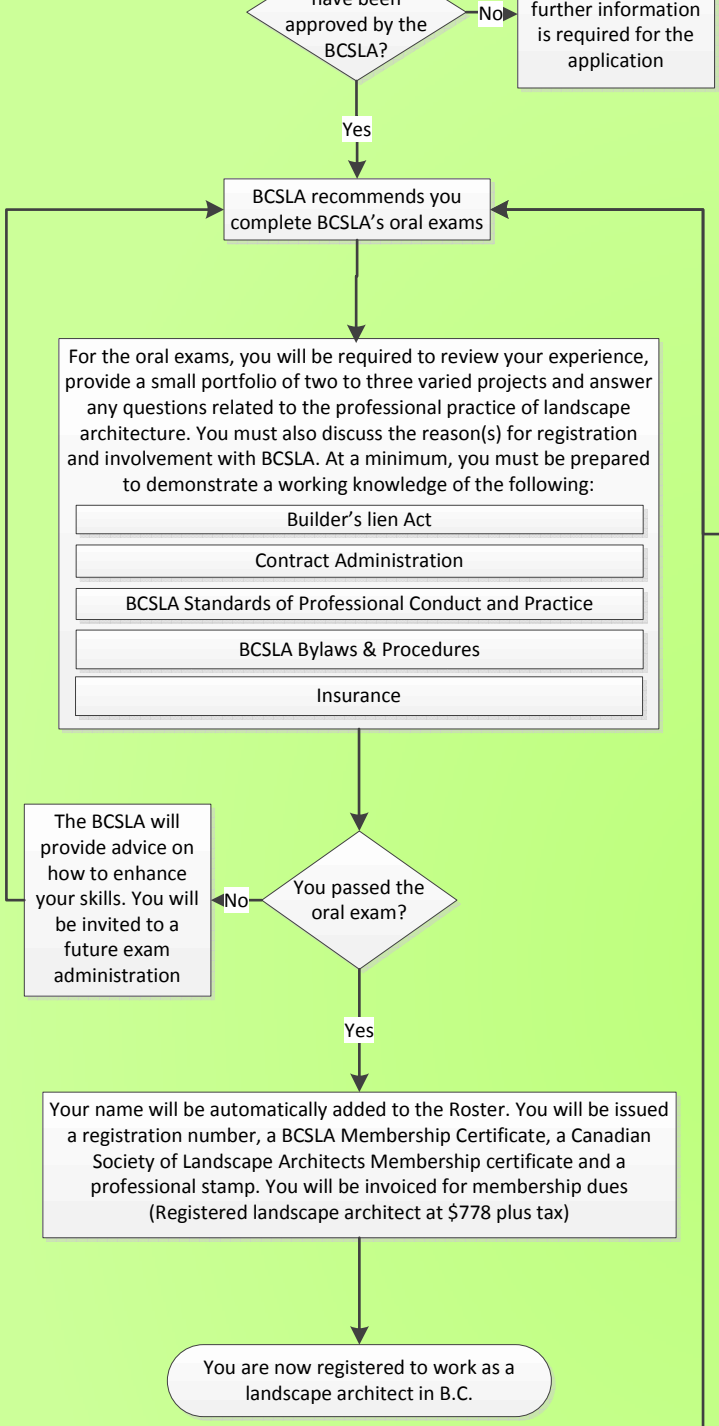 have been
approved by the
BCSLA?
No
further information
is required for the
application
Yes
BCSLA recommends you
complete BCSLA's oral exams
For the oral exams, you will be required to review your experience,
provide a small portfolio of two to three varied projects and answer
any questions related to the professional practice of landscape
architecture. You must also discuss the reason(s) for registration
and involvement with BCSLA. At a minimum, you must be prepared
to demonstrate a working knowledge of the following:
Builder's lien Act
Contract Administration
BCSLA Standards of Professional Conduct and Practice
BCSLA Bylaws & Procedures
Insurance
The BCSLA will
provide advice on
how to enhance
your skills. You will
be invited to a
future exam
administration
No
You passed the
oral exam?
Yes
Your name will be automatically added to the Roster. You will be issued
a registration number, a BCSLA Membership Certificate, a Canadian
Society of Landscape Architects Membership certificate and a
professional stamp. You will be invoiced for membership dues
(Registered landscape architect at $778 plus tax)
You are now registered to work as a
landscape architect in B.C.